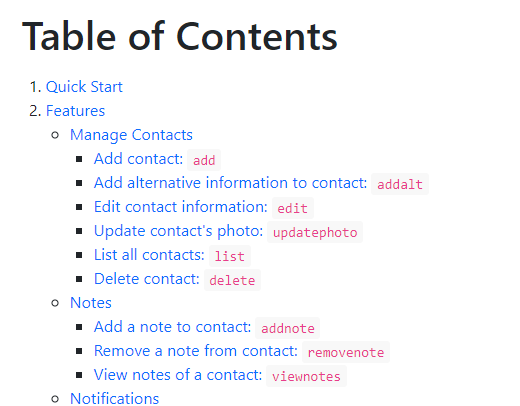 Table of Contents
1. Quick Start
2. Features
Manage Contacts
Add contact: add
Add alternative information to contact: addalt
Edit contact information: edit
Update contact's photo: updatephoto
List all contacts: list
Delete contact: delete
Notes
Add a note to contact: addnote
Remove a note from contact: removenote
View notes of a contact: viewnotes
Notifications